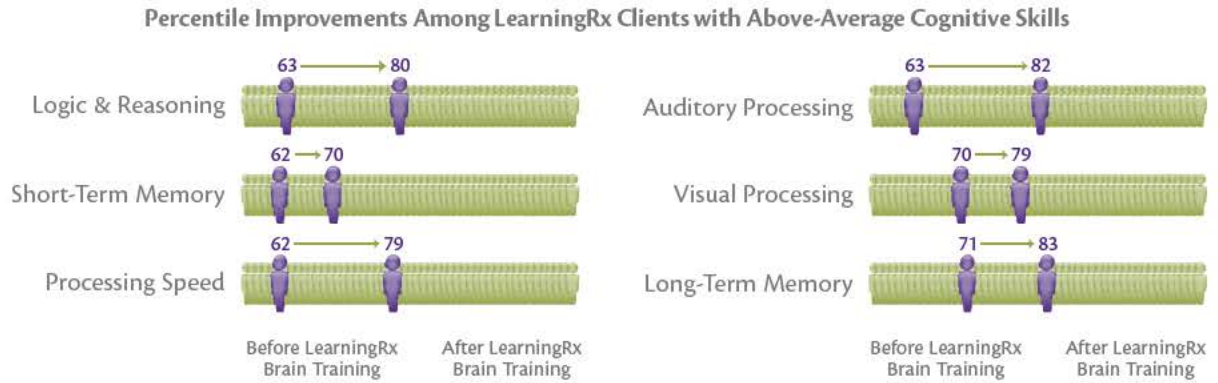 Percentile Improvements Among LearningRx Clients with Above-Average Cognitive Skills
63 80
Logic & Reasoning
62 70
Short-Term Memory
62 79
Processing Speed
Before LearningRx
Brain Training
After LearningRx
Brain Training
63 82
Auditory Processing
70 79
Visual Processing
71 83
Long-Term Memory
Before LearningRx
Brain Training
After LearningRx
Brain Training